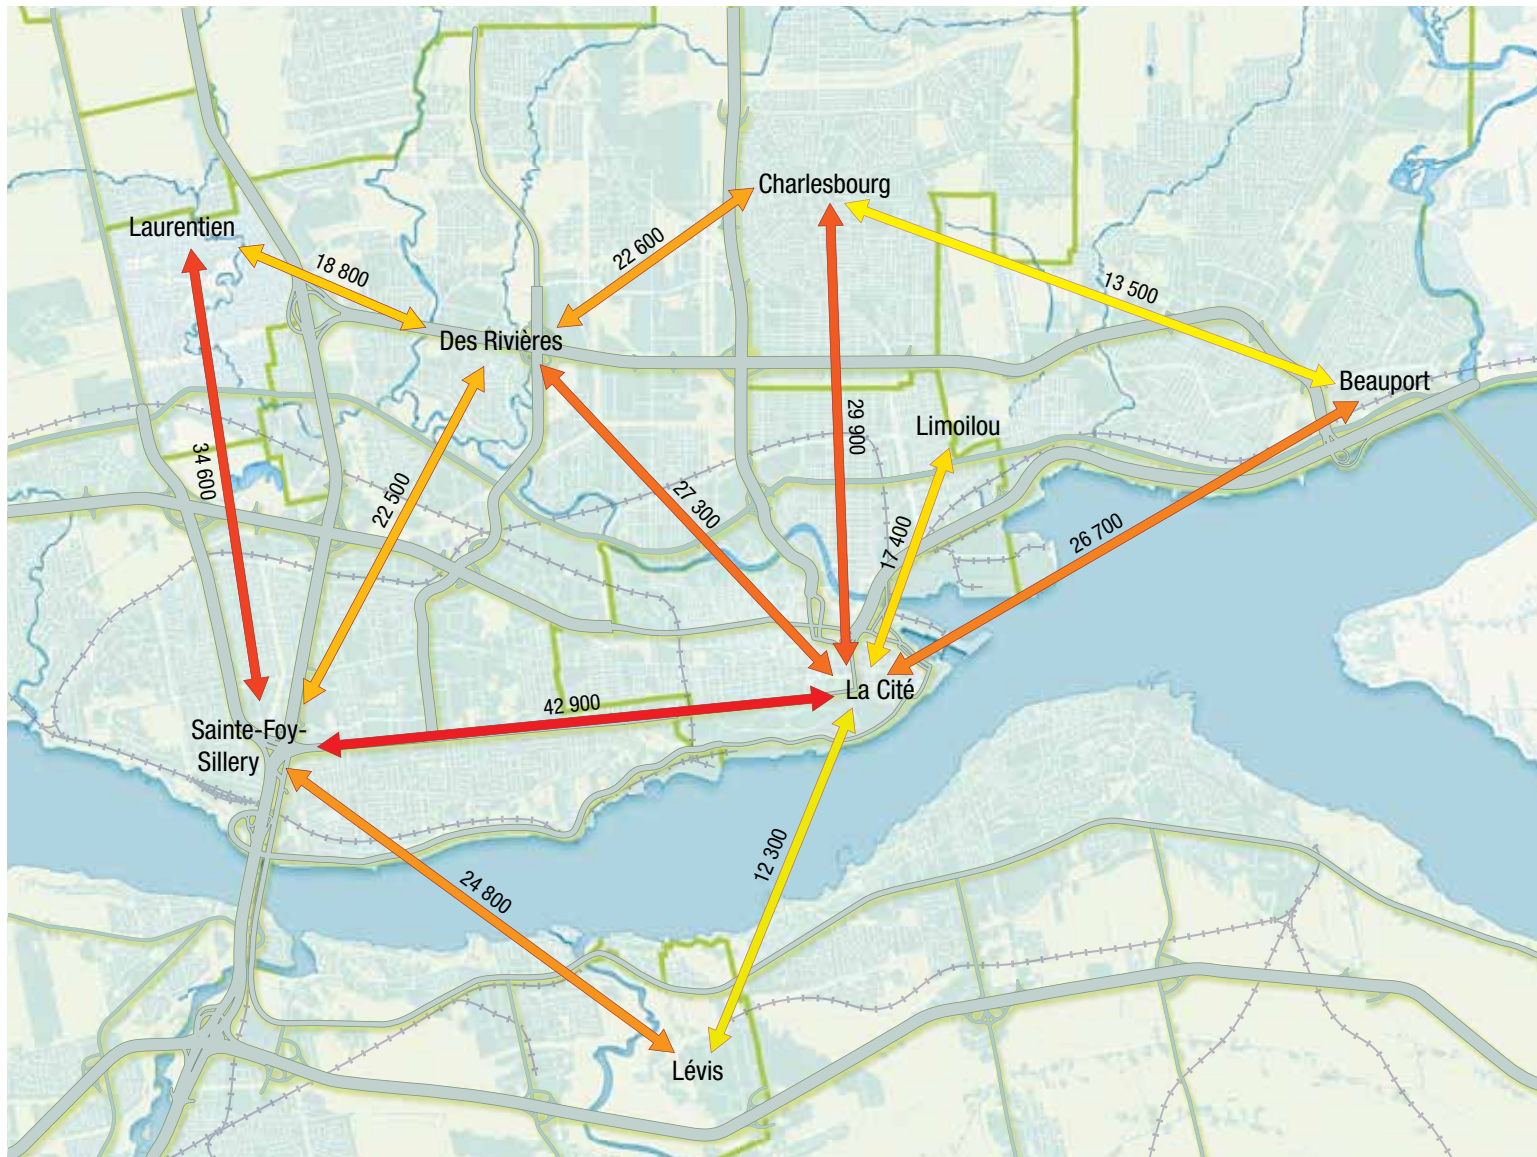 Charlesbourg
Laurentien
22 600
18 800
13 500
Des Rivières
Beauport
29 900
Limoilou
34 600
22 500
27 300
17 400
26 700
La Cité
42 900
Sainte-Foy-
Sillery
12 300
24 800
Lévis